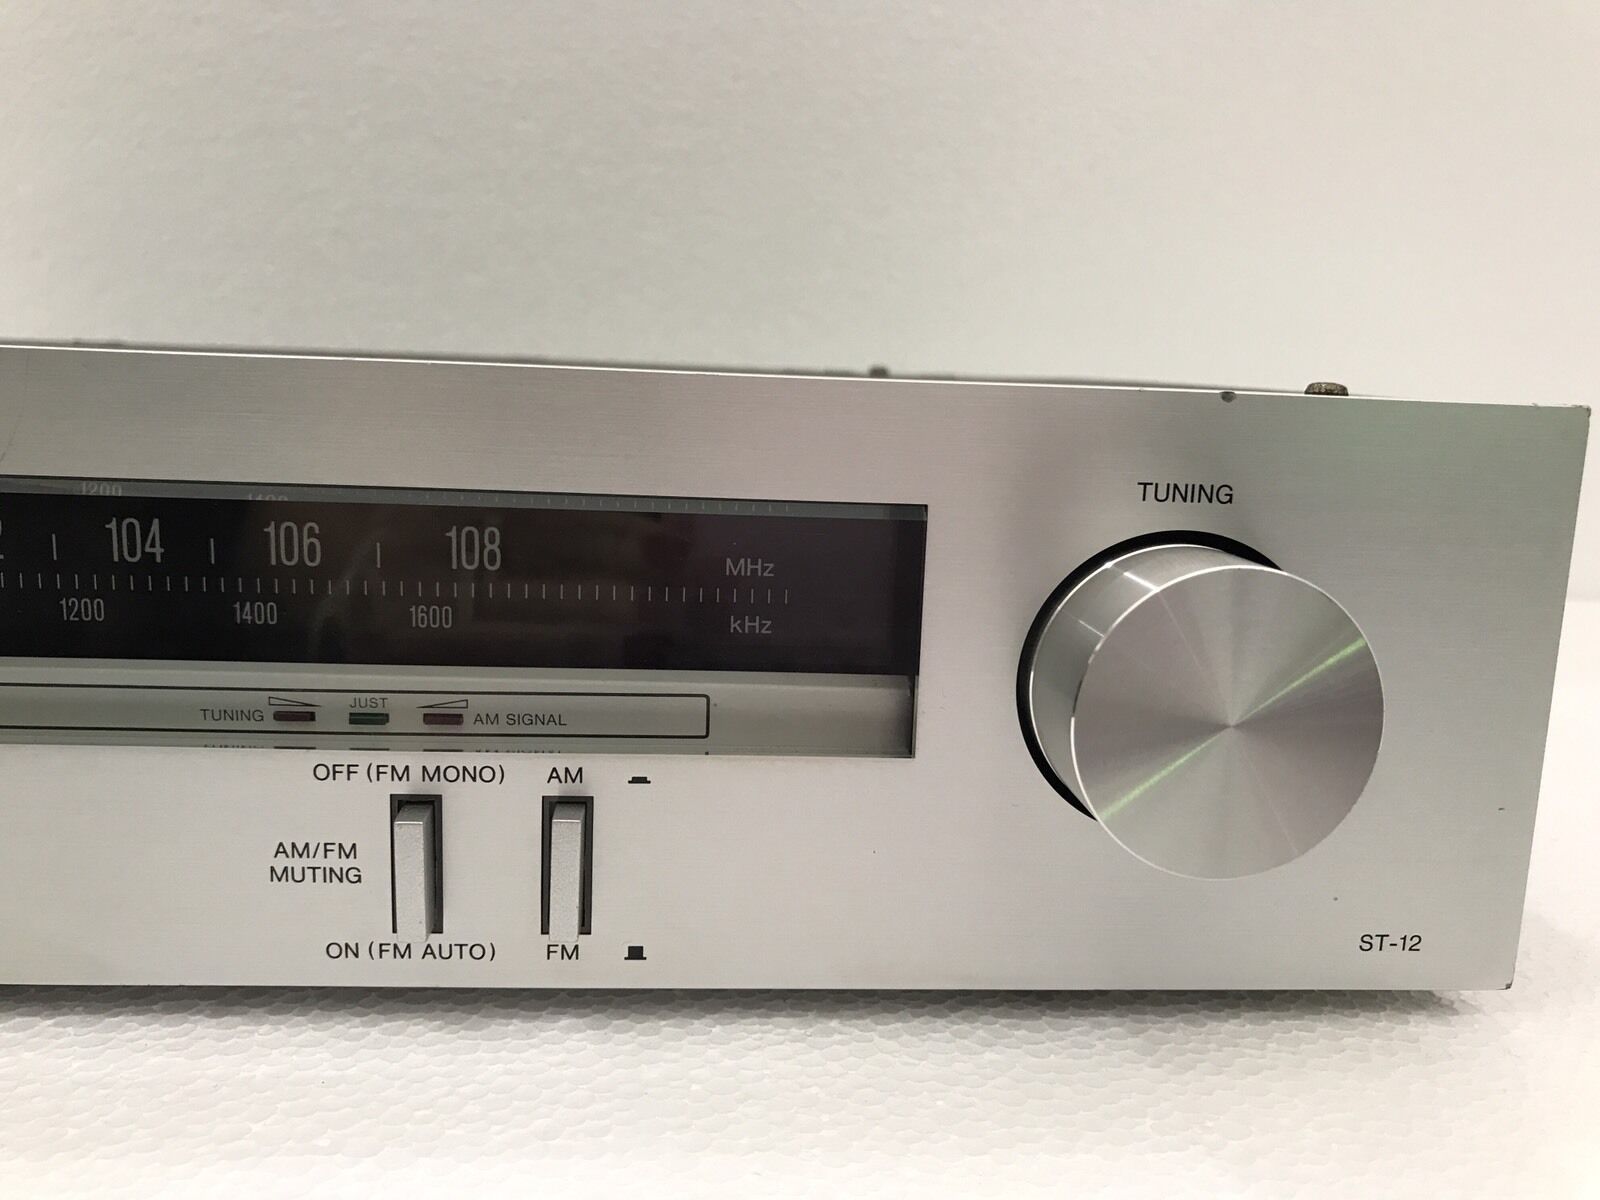 TUNING
104 106 108 MHz
1200 1400 1600 kHz
JUST
TUNING AM SIGNAL
OFF (FM MONO) AM
AM/FM
MUTING
ON (FM AUTO) FM
ST-12